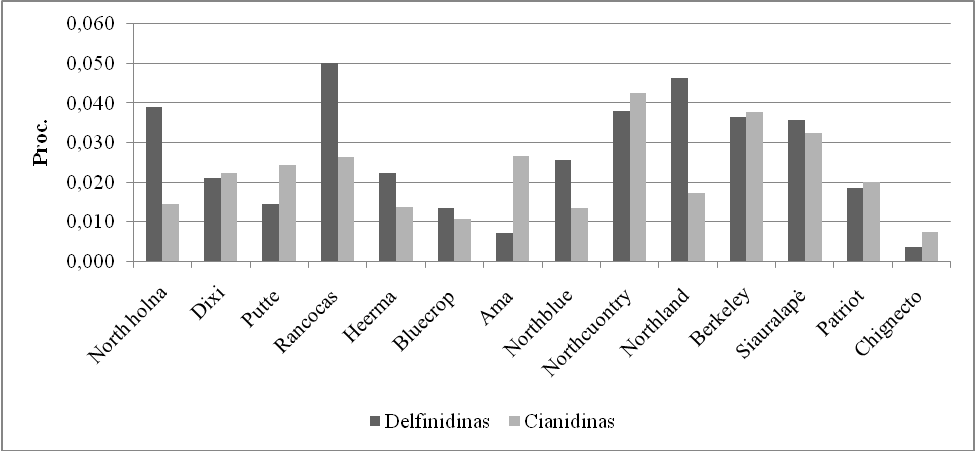 0,060
0,050
0,040
0,030
0,020
0,010
0,000
Proc.
North holna
Dixi
Putte
Rancocas
Heerma
Bluecrop
Ama
Northblue
Northcuontry
Northland
Berkeley
Siauralapė
Patriot
Chignecto
Delfinidinas
Cianidinas